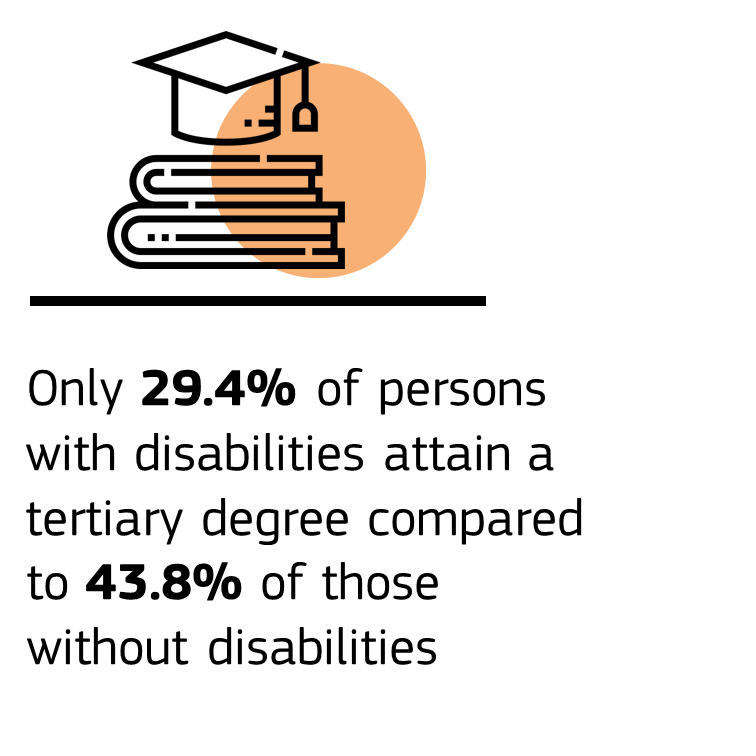 Only 29.4% of persons
with disabilities attain a
tertiary degree compared
to 43.8% of those
without disabilities